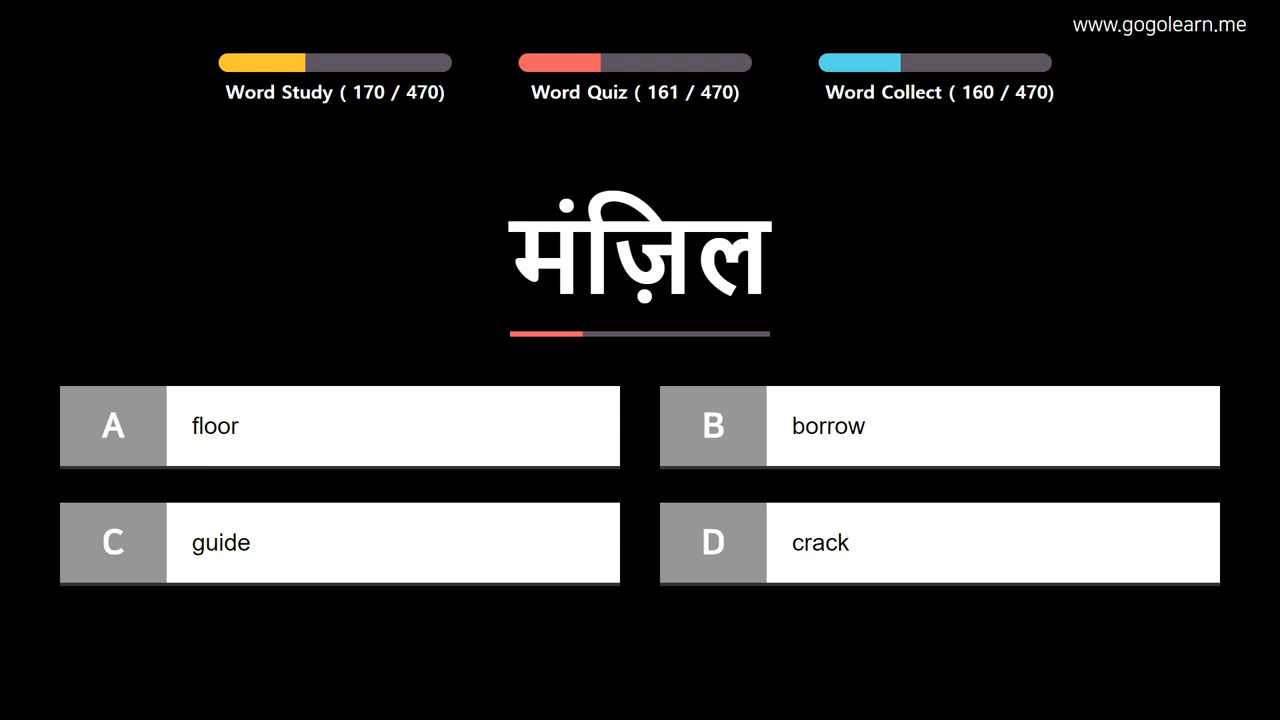 www.gogolearn.me
Word Study ( 170 / 470)
Word Quiz ( 161 / 470)
Word Collect ( 160 / 470)
मंज़िल
A floor
B borrow
C guide
D crack